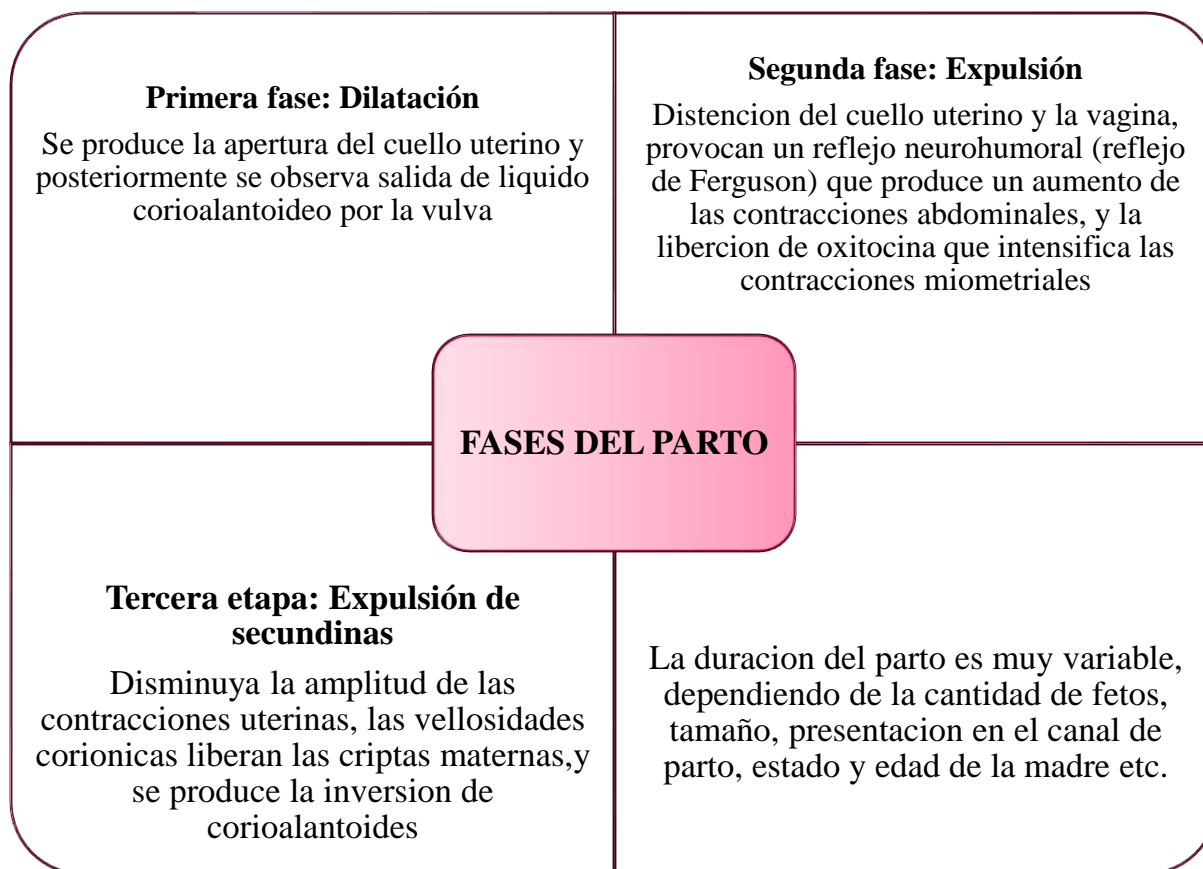 Primera fase: Dilatación
Se produce la apertura del cuello uterino y
posteriormente se observa salida de liquido
corioalantoideo por la vulva
Segunda fase: Expulsión
Distencion del cuello uterino y la vagina,
provocan un reflejo neurohumoral (reflejo
de Ferguson) que produce un aumento de
las contracciones abdominales, y la
libercion de oxitocina que intensifica las
contracciones miometriales
FASES DEL PARTO
Tercera etapa: Expulsión de
secundinas
Disminuya la amplitud de las
contracciones uterinas, las vellosidades
corionicas liberan las criptas maternas,y
se produce la inversion de
corioalantoides
La duracion del parto es muy variable,
dependiendo de la cantidad de fetos,
tamaño, presentacion en el canal de
parto, estado y edad de la madre etc.